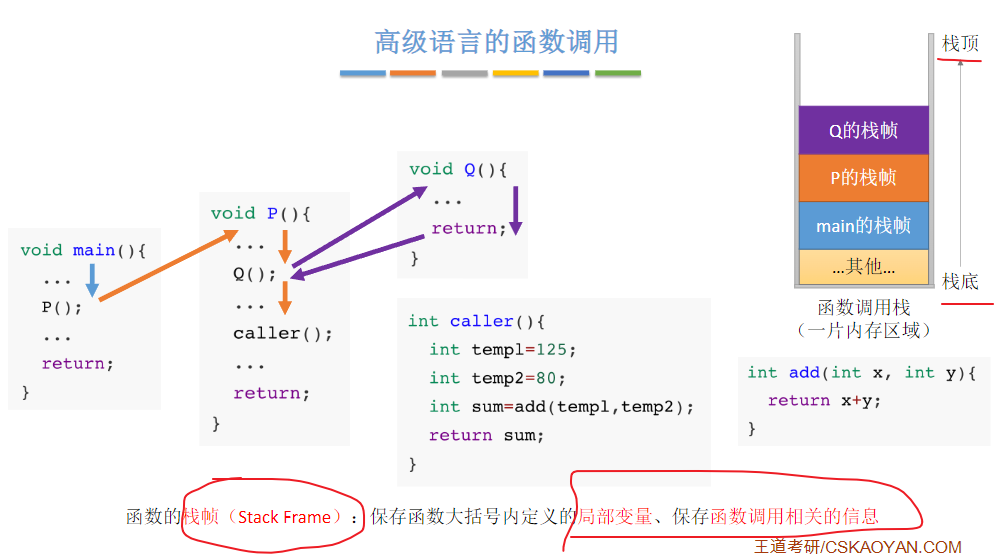 高级语言的函数调用
void main(){
...
P();
...
return;
}
void P(){
...
Q();
...
caller();
...
return;
}
void Q(){
...
return;
}
int caller(){
int temp1=125;
int temp2=80;
int sum=add(temp1,temp2);
return sum;
}
int add(int x, int y){
return x+y;
}
栈顶
Q的栈帧
P的栈帧
main的栈帧
...其他...
栈底
函数调用栈
（一片内存区域）
函数的栈帧（Stack Frame）：保存函数大括号内定义的局部变量、保存函数调用相关的信息
王道考研/CSKAOYAN.COM